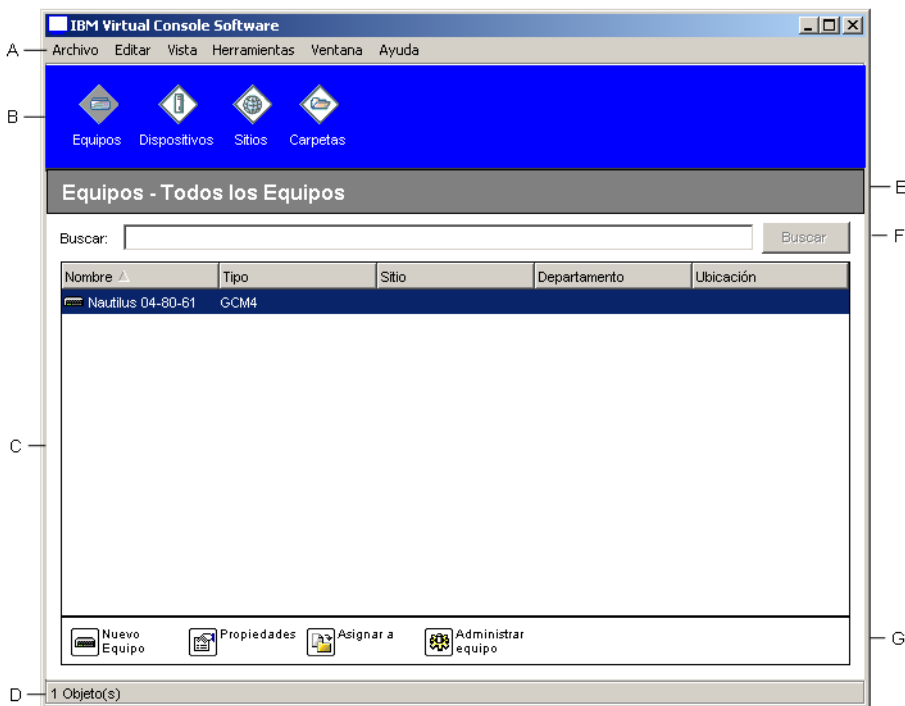 IBM Virtual Console Software
A
Archivo Editar Vista Herramientas Ventana Ayuda
B
Equipos Dispositivos Sitios Carpetas
Equipos - Todos los Equipos
E
Buscar:
Buscar
F
Nombre Tipo Sitio Departamento Ubicación
Nautilus 04-80-61 GCM4
C
Nuevo Equipo
Propiedades
Asignar a
Administrar equipo
G
D
1 Objeto(s)